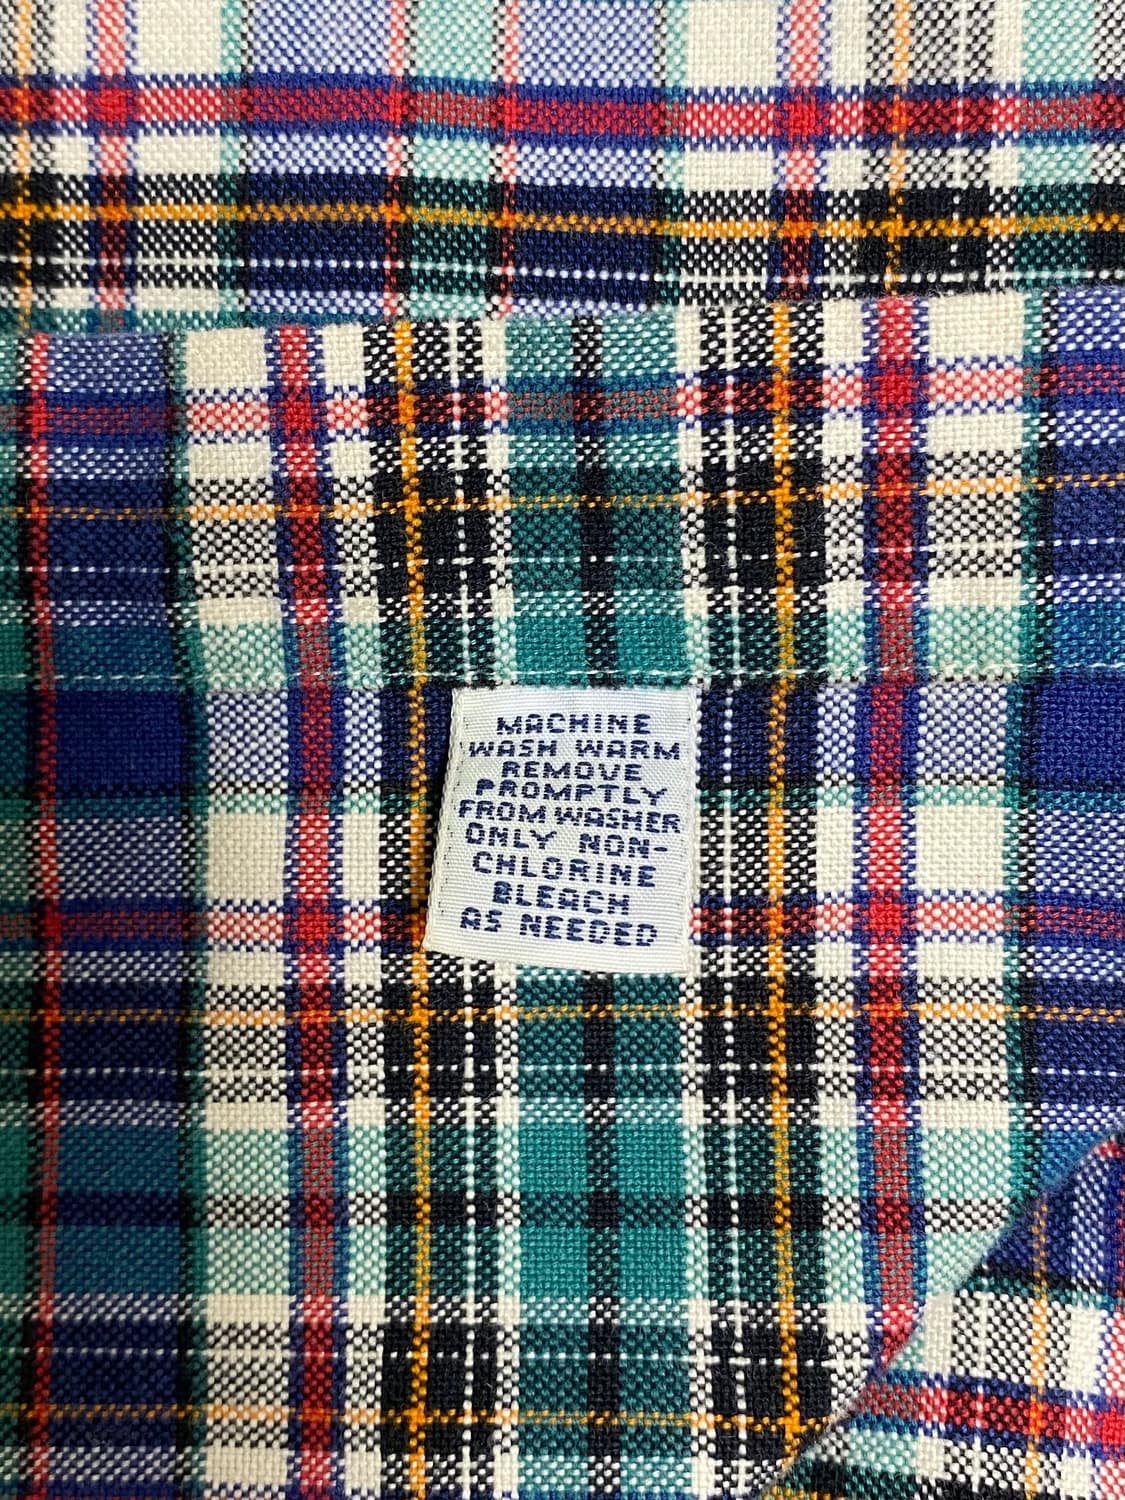 MACHINE
WASH WARM
REMOVE
PROMPTLY
FROM WASHER
ONLY NON-
CHLORINE
BLEACH
AS NEEDED